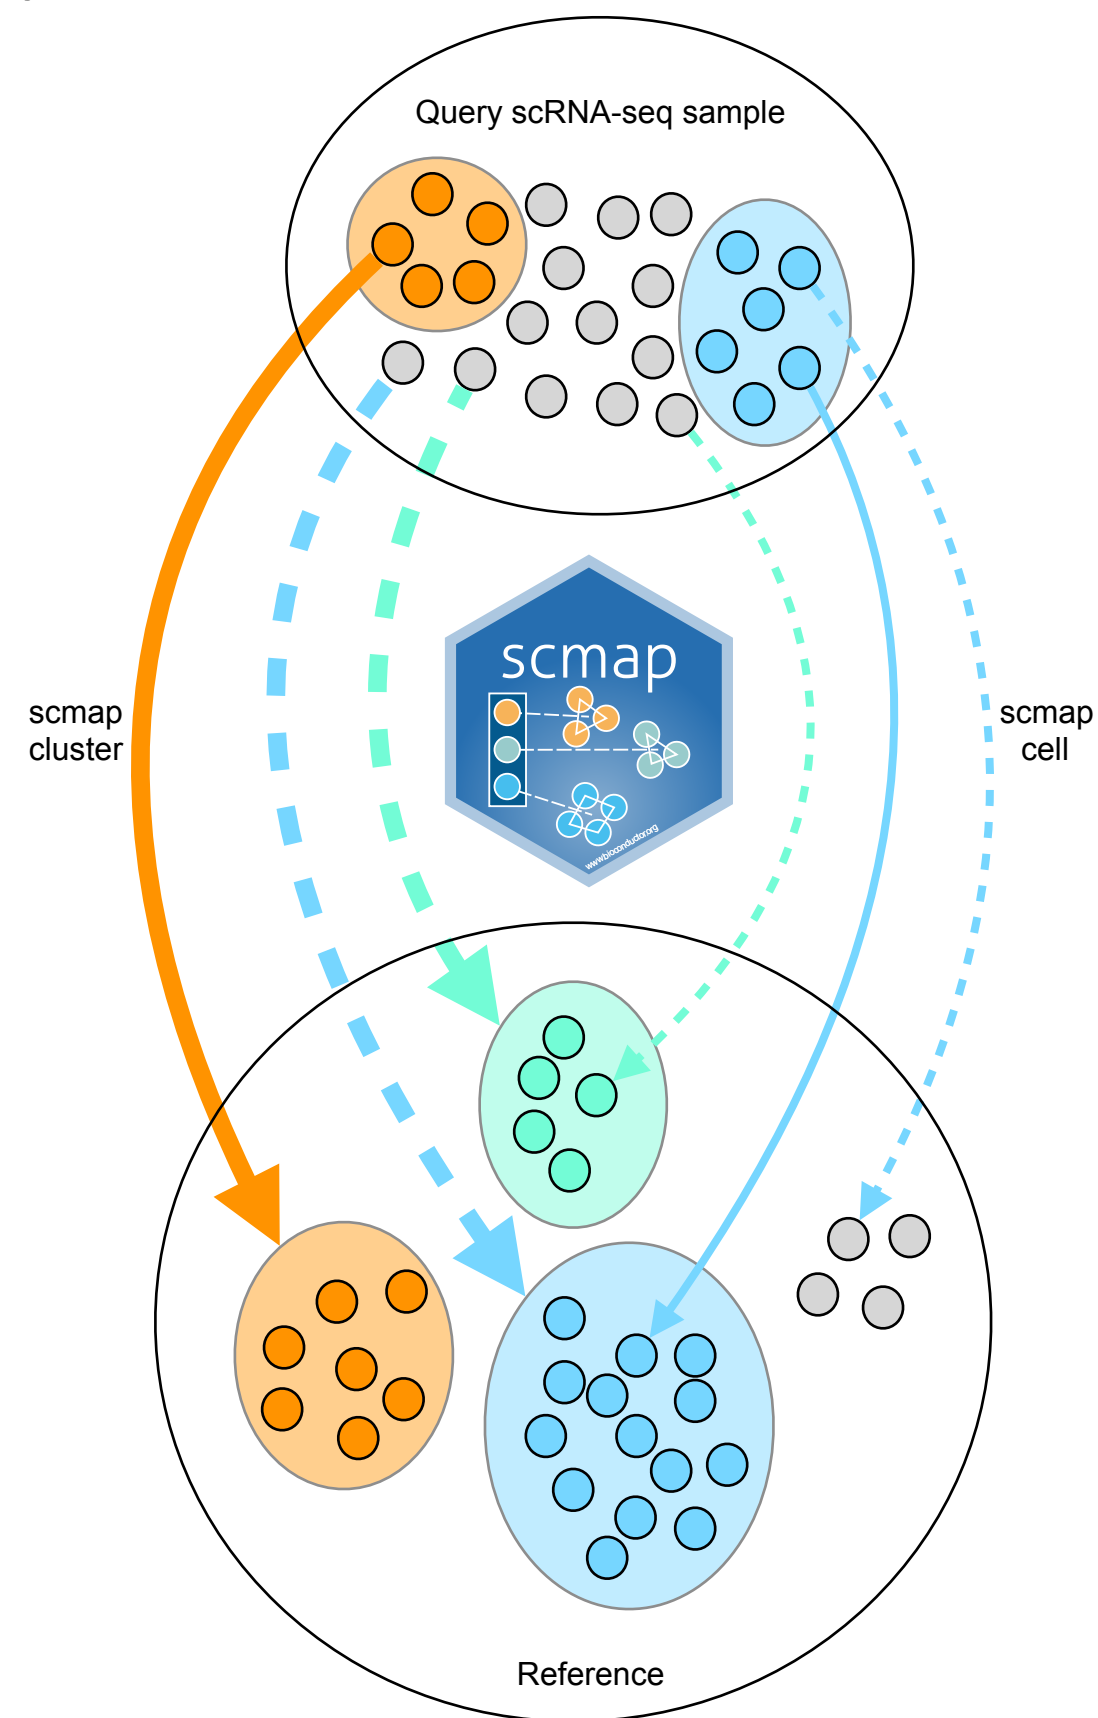 Query scRNA-seq sample
scmap
scmap
cluster
scmap
cell
www.bioconductor.org
Reference